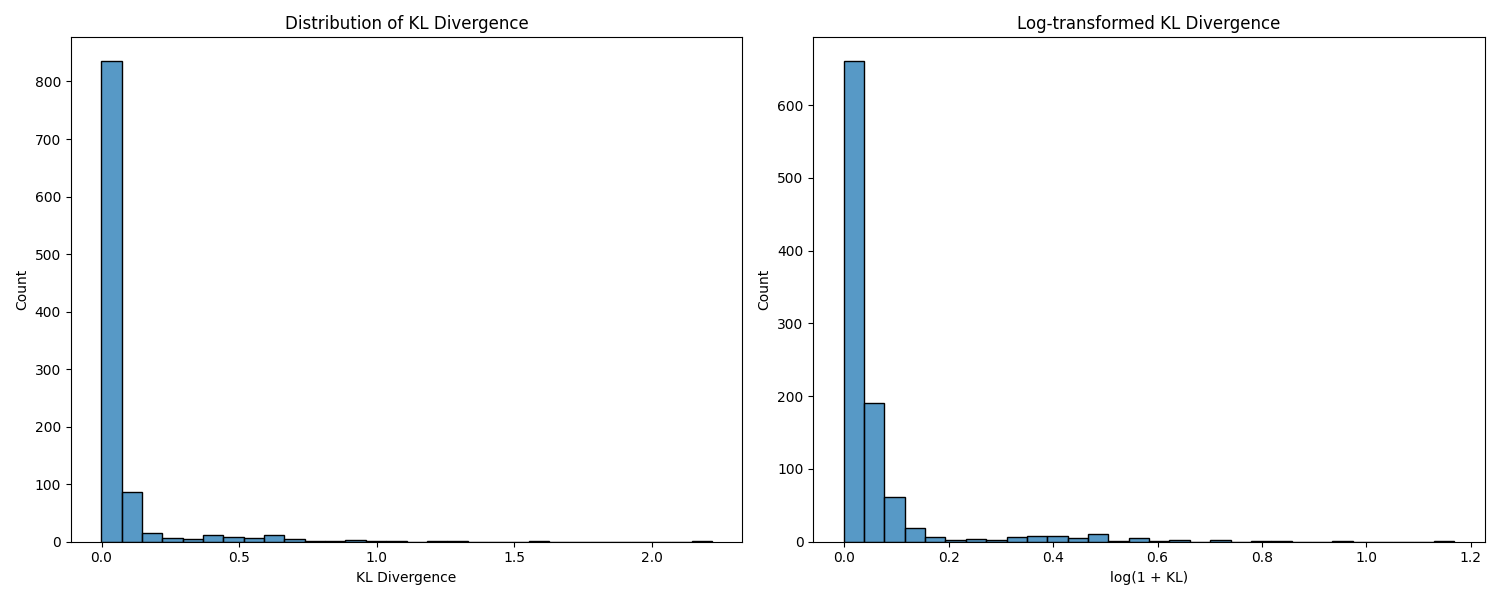 Distribution of KL Divergence
800
700
600
500
400
300
200
100
0
Count
0.0 0.5 1.0 1.5 2.0
KL Divergence
Log-transformed KL Divergence
600
500
400
300
200
100
0
Count
0.0 0.2 0.4 0.6 0.8 1.0 1.2
log(1 + KL)